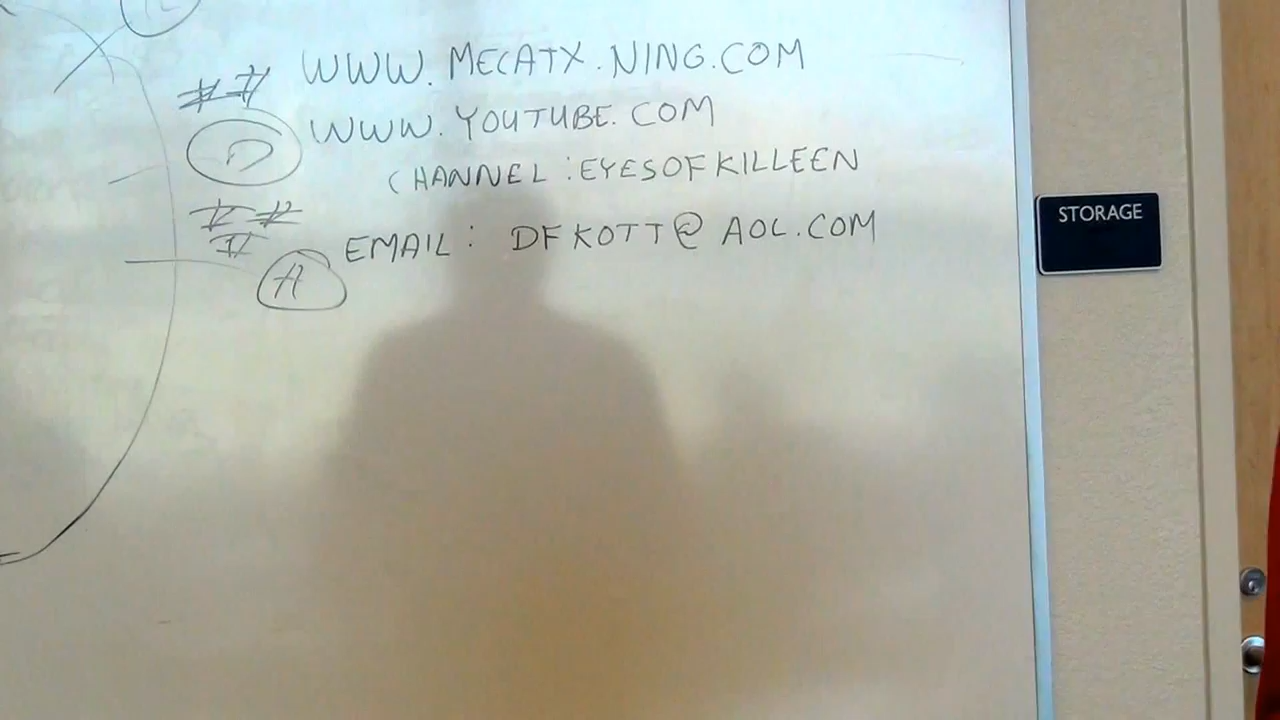 WWW.MECATX.NING.COM
WWW.YOUTUBE.COM
CHANNEL:EYESOFKILLEEN
EMAIL: DFKOTT@AOL.COM
STORAGE